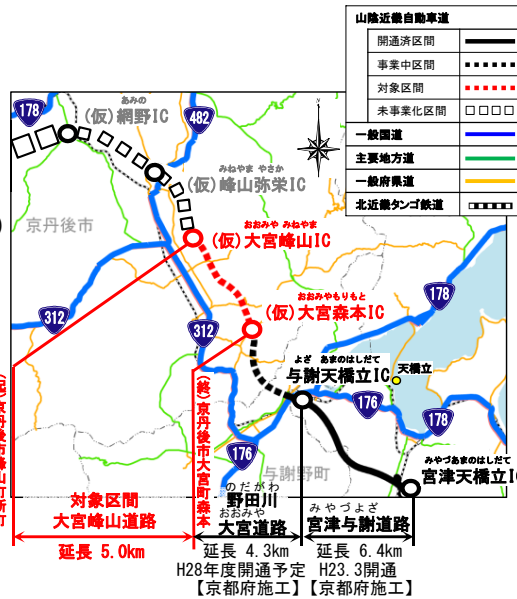 山陰近畿自動車道
開通済区間
事業中区間
対象区間
未事業化区間
一般国道
主要地方道
一般府県道
北近畿タンゴ鉄道
178
482
あみの
(仮)網野IC
みねやま やさか
(仮)峰山弥栄IC
京丹後市
おおみや みねやま
(仮)大宮峰山IC
おおみやもりもと
(仮)大宮森本IC
178
312
312
よざ あまのはしだて
与謝天橋立IC
天橋立
176
178
176
みやづあまのはしだて
宮津天橋立IC
与謝野町
(終)京丹後市大宮町森本
対象区間
大宮峰山道路
延長 5.0km
のだがわ
野田川
おおみや
大宮道路
延長 4.3km
H28年度開通予定
【京都府施工】
みやづよざ
宮津与謝道路
延長 6.4km
H23.3開通
【京都府施工】